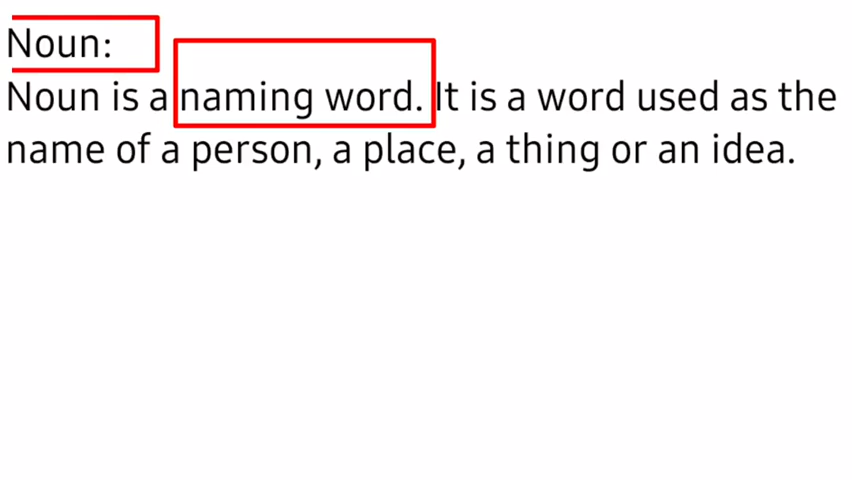 Noun:
Noun is a naming word. It is a word used as the
name of a person, a place, a thing or an idea.